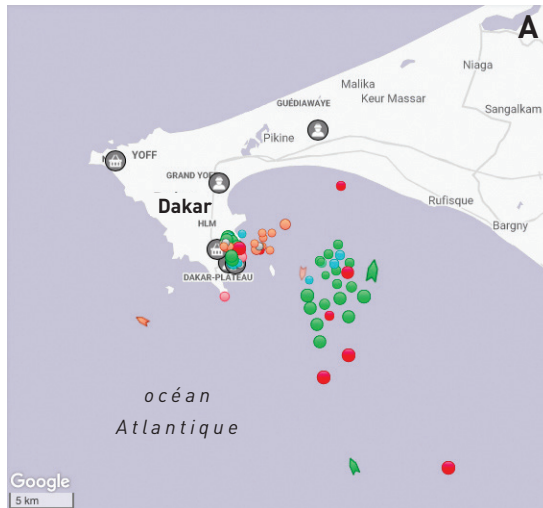 A
Niaga
Malika
Keur Massar
GUÉDIAWAYE
Sangalkam
Pikine
YOFF
GRAND YOFF
Rufisque
Dakar
HLM
Bargny
DAKAR-PLATEAU
océan
Atlantique
Google
5 km